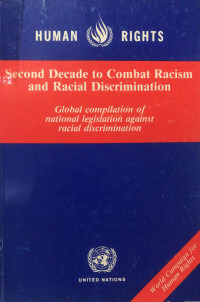 HUMAN RIGHTS
Second Decade to Combat Racism
and Racial Discrimination
Global compilation of
national legislation against
racial discrimination
World Campaign for
Human Rights
UNITED NATIONS